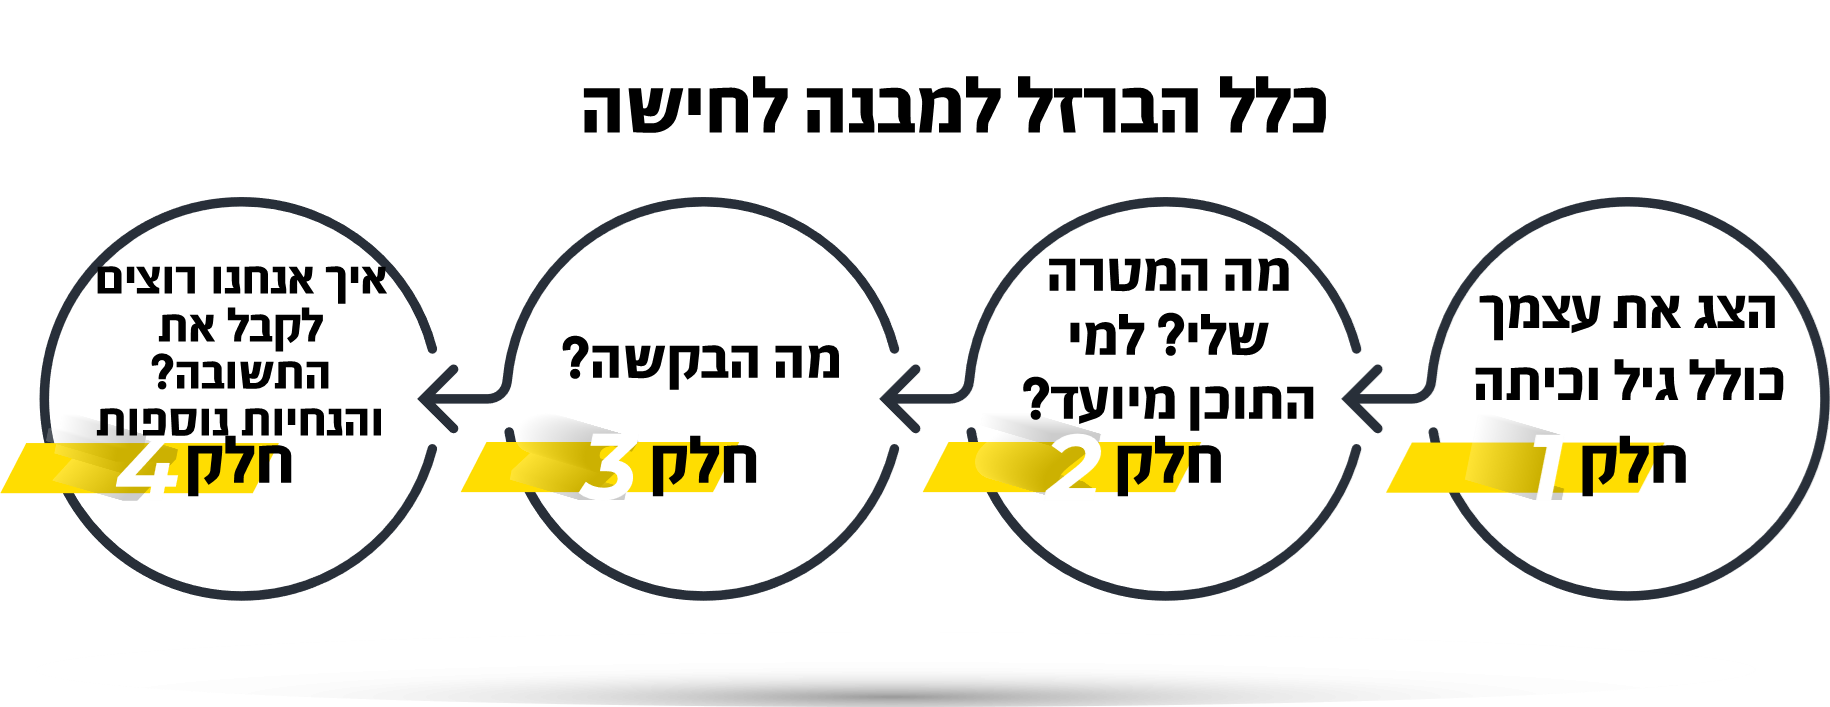 כלל הברזל למבנה לחישה
הצג את עצמך
כולל גיל וכיתה
חלק 1
מה המטרה
שלי? למי
התוכן מיועד?
חלק 2
מה הבקשה?
חלק 3
איך אנחנו רוצים
לקבל את
התשובה?
והנחיות נוספות
חלק 4